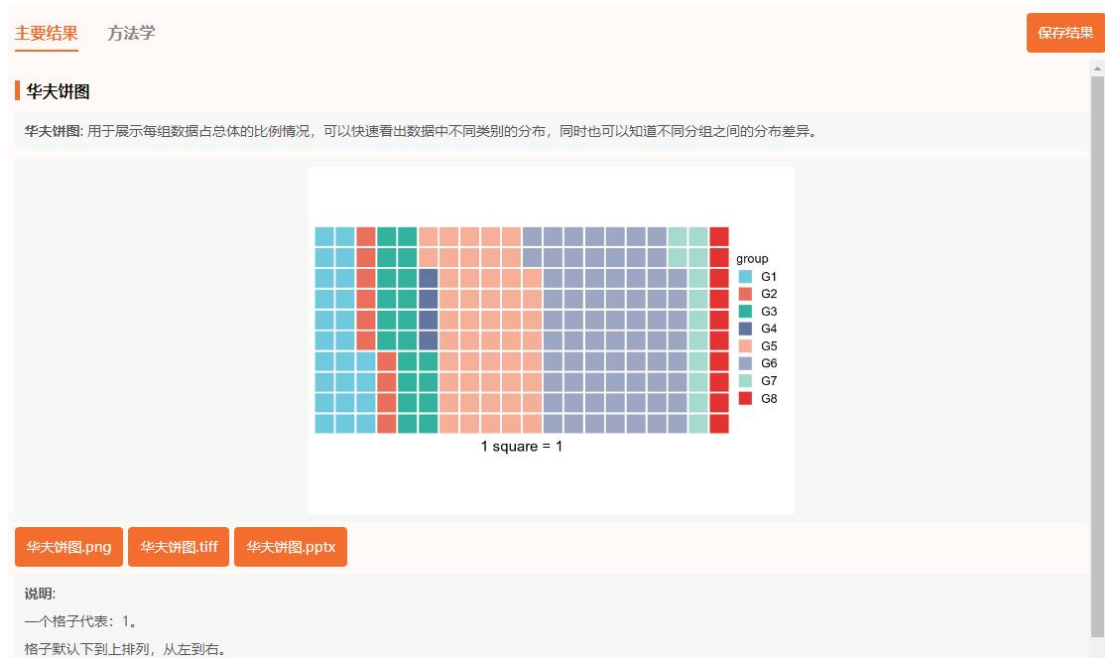 主要结果 方法学 保存结果
华夫饼图
华夫饼图: 用于展示每组数据占总体的比例情况，可以快速看出数据中不同类别的分布，同时也可以知道不同分组之间的分布差异。
group
G1
G2
G3
G4
G5
G6
G7
G8
1 square = 1
华夫饼图.png 华夫饼图.tiff 华夫饼图.pptx
说明:
一个格子代表：1。
格子默认下到上排列，从左到右。